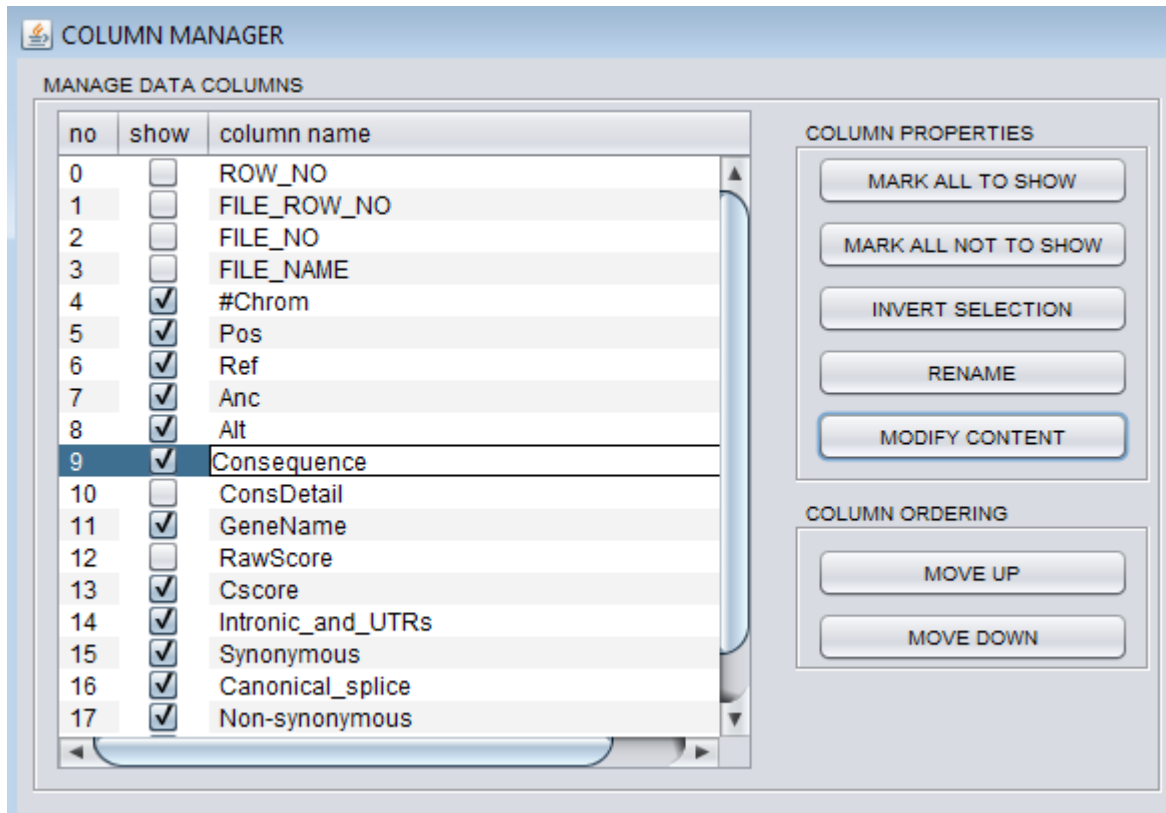 COLUMN MANAGER
MANAGE DATA COLUMNS
no show column name
0 ROW_NO
1 FILE_ROW_NO
2 FILE_NO
3 FILE_NAME
4 #Chrom
5 Pos
6 Ref
7 Anc
8 Alt
9 Consequence
10 ConsDetail
11 GeneName
12 RawScore
13 Cscore
14 Intronic_and_UTRs
15 Synonymous
16 Canonical_splice
17 Non-synonymous
COLUMN PROPERTIES
MARK ALL TO SHOW
MARK ALL NOT TO SHOW
INVERT SELECTION
RENAME
MODIFY CONTENT
COLUMN ORDERING
MOVE UP
MOVE DOWN